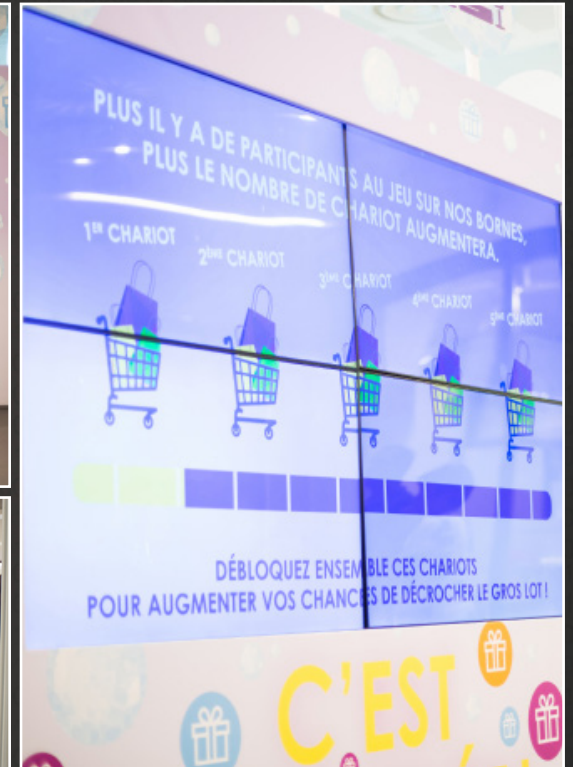 PLUS IL Y A DE PARTICIPANTS AU JEU SUR NOS BORNES,
PLUS LE NOMBRE DE CHARIOT AUGMENTERA.
1ER CHARIOT
2ÈME CHARIOT
3ÈME CHARIOT
4ÈME CHARIOT
5ÈME CHARIOT
DÉBLOQUEZ ENSEMBLE CES CHARIOTS
POUR AUGMENTER VOS CHANCES DE DÉCROCHER LE GROS LOT !
C'EST